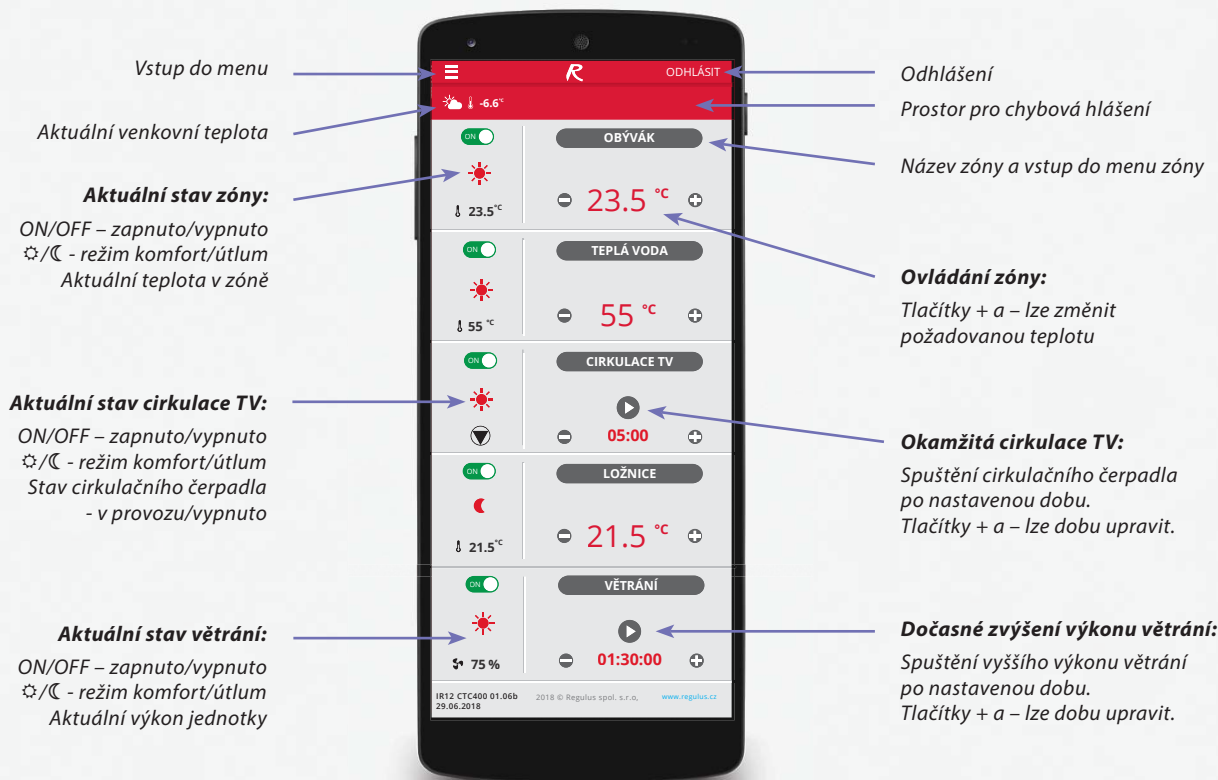 Vstup do menu
Aktuální venkovní teplota
Aktuální stav zóny:
ON/OFF – zapnuto/vypnuto
☼/☾ - režim komfort/útlum
Aktuální teplota v zóně
Aktuální stav cirkulace TV:
ON/OFF – zapnuto/vypnuto
☼/☾ - režim komfort/útlum
Stav cirkulačního čerpadla
- v provozu/vypnuto
Aktuální stav větrání:
ON/OFF – zapnuto/vypnuto
☼/☾ - režim komfort/útlum
Aktuální výkon jednotky
R ODHLÁSIT
-6.6°C
ON OBÝVÁK
23.5 °C
23.5°C
ON TEPLÁ VODA
55 °C
55 °C
ON CIRKULACE TV
05:00
ON LOŽNICE
21.5 °C
21.5°C
ON VĚTRÁNÍ
75 % 01:30:00
IR12 CTC400 01.06b 2018 © Regulus spol. s.r.o, www.regulus.cz
29.06.2018
Odhlášení
Prostor pro chybová hlášení
Název zóny a vstup do menu zóny
Ovládání zóny:
Tlačítky + a – lze změnit
požadovanou teplotu
Okamžitá cirkulace TV:
Spuštění cirkulačního čerpadla
po nastavenou dobu.
Tlačítky + a – lze dobu upravit.
Dočasné zvýšení výkonu větrání:
Spuštění vyššího výkonu větrání
po nastavenou dobu.
Tlačítky + a – lze dobu upravit.